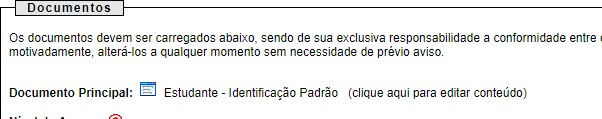 Documentos
Os documentos devem ser carregados abaixo, sendo de sua exclusiva responsabilidade a conformidade entre
motivadamente, alterá-los a qualquer momento sem necessidade de prévio aviso.
Documento Principal: Estudante - Identificação Padrão (clique aqui para editar conteúdo)